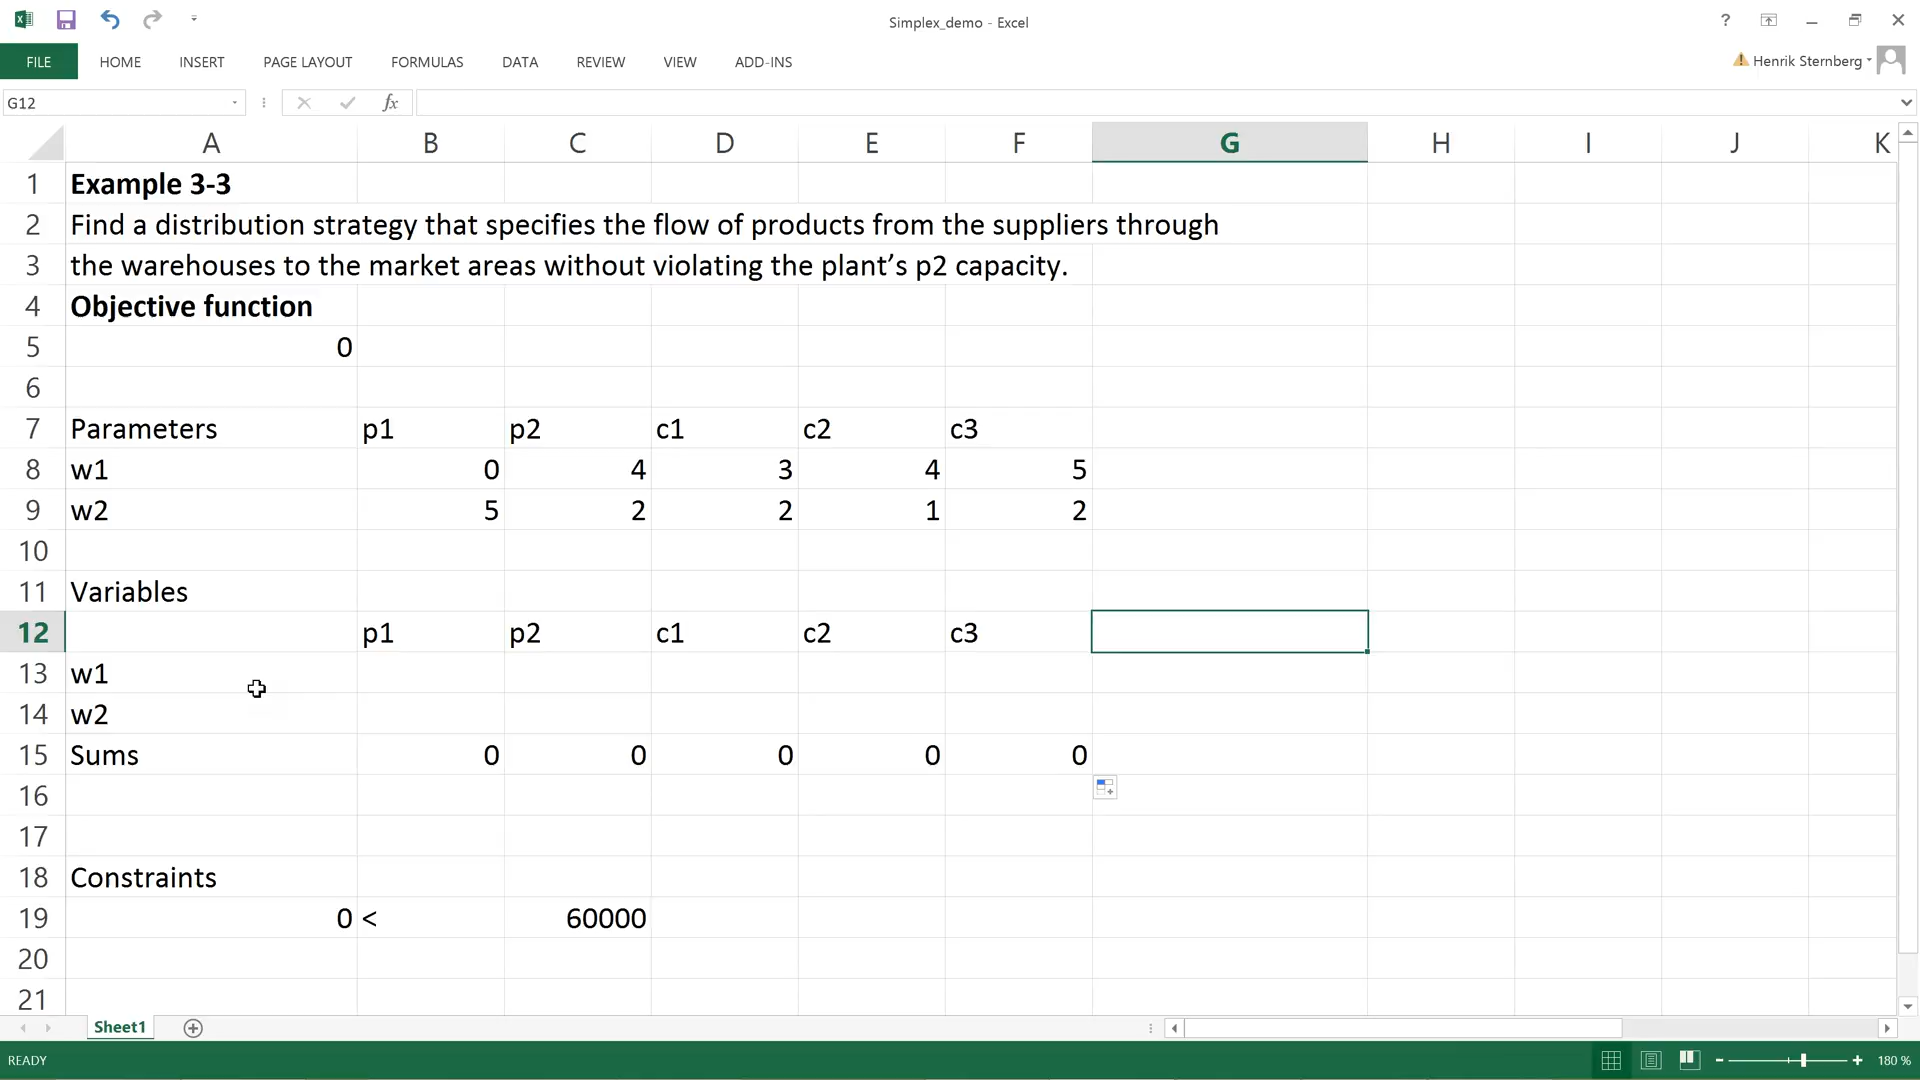 Simplex_demo - Excel
?
FILE HOME INSERT PAGE LAYOUT FORMULAS DATA REVIEW VIEW ADD-INS
Henrik Sternberg
G12
fx
A B C D E F G H I J K
1 Example 3-3
2 Find a distribution strategy that specifies the flow of products from the suppliers through
3 the warehouses to the market areas without violating the plant’s p2 capacity.
4 Objective function
5 0
6
7 Parameters p1 p2 c1 c2 c3
8 w1 0 4 3 4 5
9 w2 5 2 2 1 2
10
11 Variables
12 p1 p2 c1 c2 c3
13 w1
14 w2
15 Sums 0 0 0 0 0
16
17
18 Constraints
19 0 < 60000
20
21
Sheet1
READY
180 %